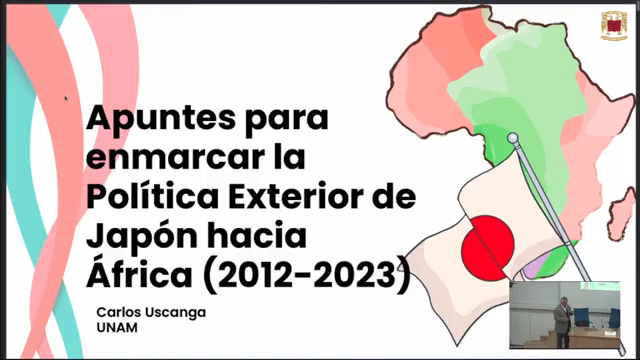 Apuntes para
enmarcar la
Política Exterior de
Japón hacia
África (2012-2023)
Carlos Uscanga
UNAM